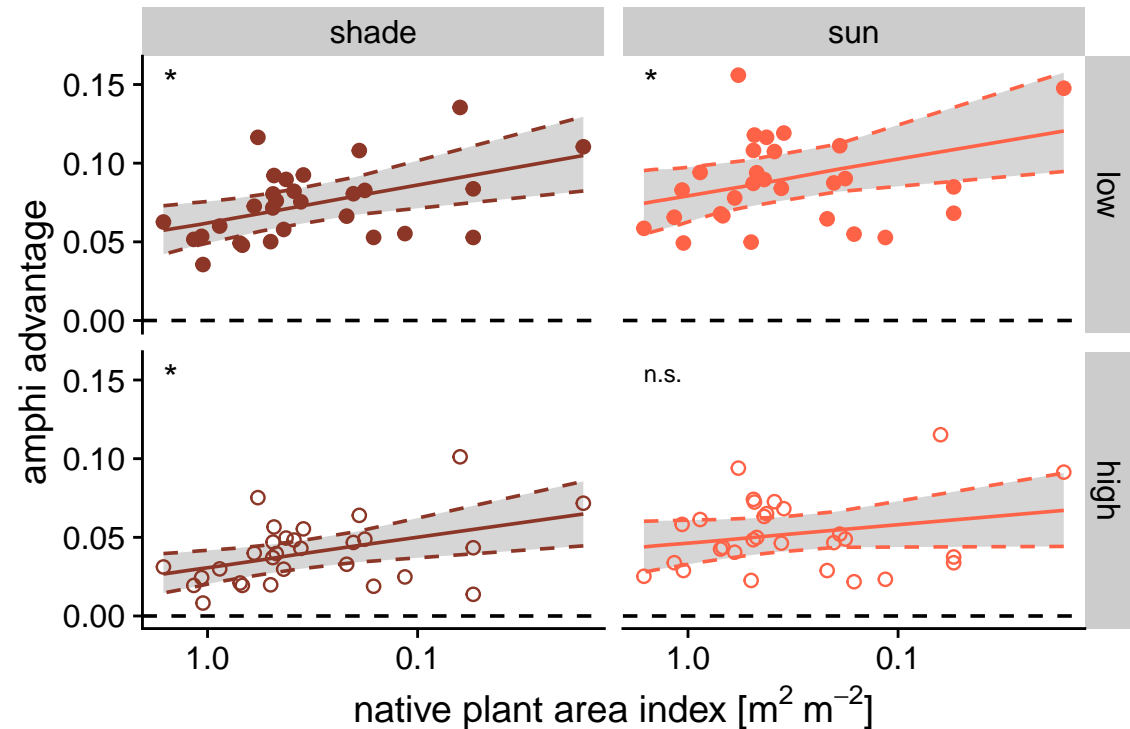 shade
sun
*
*
0.15
0.10
0.05
0.00
low
*
n.s.
0.15
0.10
0.05
0.00
high
amphi advantage
1.0
0.1
1.0
0.1
native plant area index [m² m⁻²]